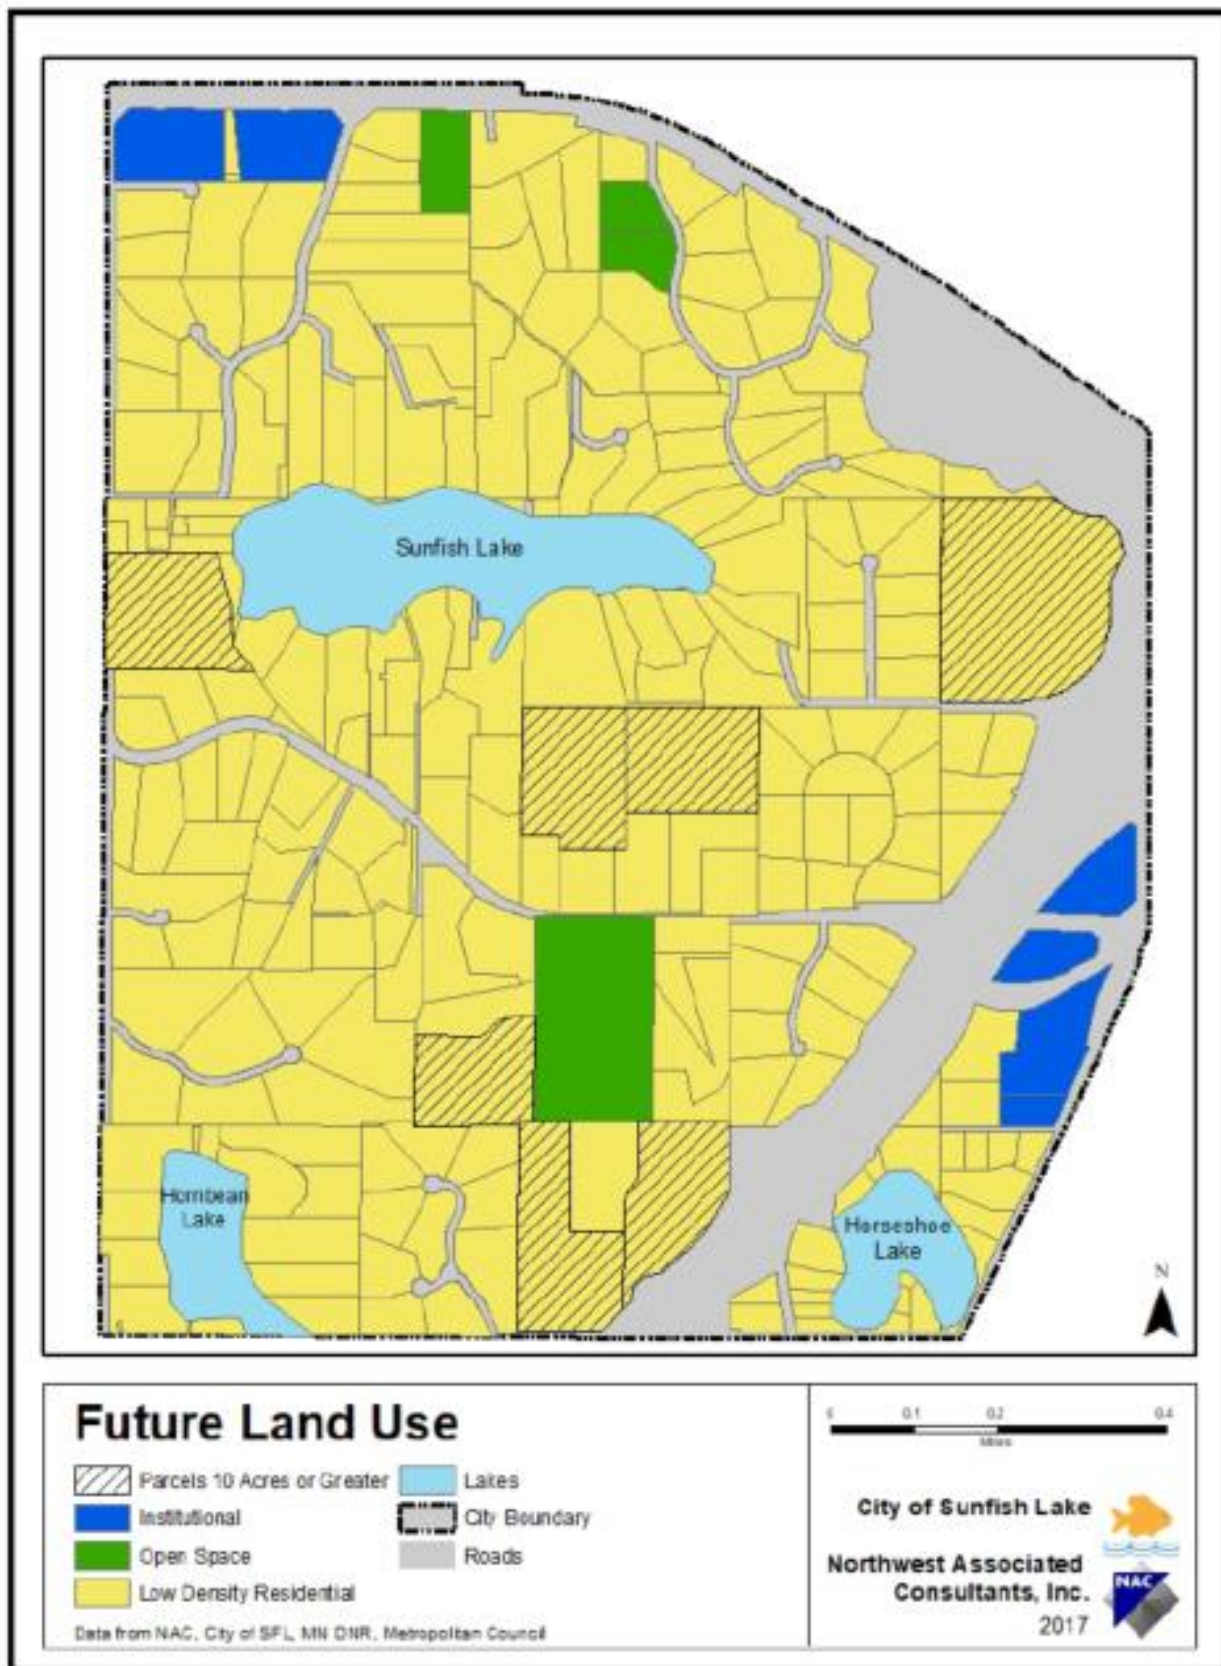 Sunfish Lake
Hornbean
Lake
Horseshoe
Lake
N
Future Land Use
Parcels 10 Acres or Greater
Lakes
Institutional
City Boundary
Open Space
Roads
Low Density Residential
Data from NAC, City of SFL, MN DNR, Metropolitan Council
0 0.1 0.2 0.4
Miles
City of Sunfish Lake
Northwest Associated
Consultants, Inc.
2017
NAC